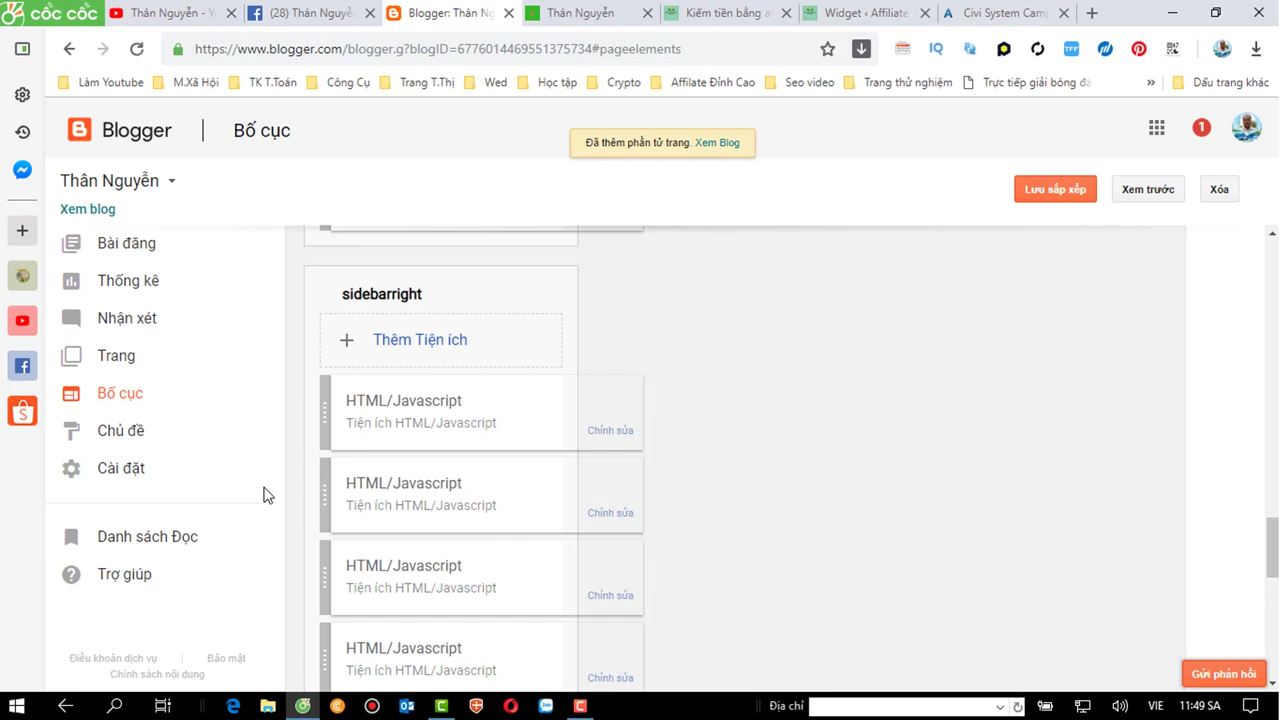 cốc cốc
Thân Nguyễn - Y
(28) Thân Nguyễ
Blogger: Thân Ng
Thân Nguyễn
Kiếm tiền bằng a
Widget ‹ Affiliate
Civi System Camp
https://www.blogger.com/blogger.g?blogID=6776014469551375734#pageelements
IQ
TFF
Làm Youtube
M.Xã Hội
TK T.Toán
Công Cụ
Trang T.Thị
Wed
Học tập
Crypto
Affilate Đỉnh Cao
Seo video
Trang thử nghiệm
Trực tiếp giải bóng đá
»
Dấu trang khác
Blogger
Bố cục
Đã thêm phần tử trang. Xem Blog
1
Thân Nguyễn
Lưu sắp xếp
Xem trước
Xóa
Xem blog
Bài đăng
Thống kê
Nhận xét
Trang
Bố cục
Chủ đề
Cài đặt
Danh sách Đọc
Trợ giúp
Điều khoản dịch vụ
Bảo mật
Chính sách nội dung
sidebarright
Thêm Tiện ích
HTML/Javascript
Tiện ích HTML/Javascript
Chỉnh sửa
HTML/Javascript
Tiện ích HTML/Javascript
Chỉnh sửa
HTML/Javascript
Tiện ích HTML/Javascript
Chỉnh sửa
HTML/Javascript
Tiện ích HTML/Javascript
Chỉnh sửa
Gửi phản hồi
Địa chỉ
VIE
11:49 SA